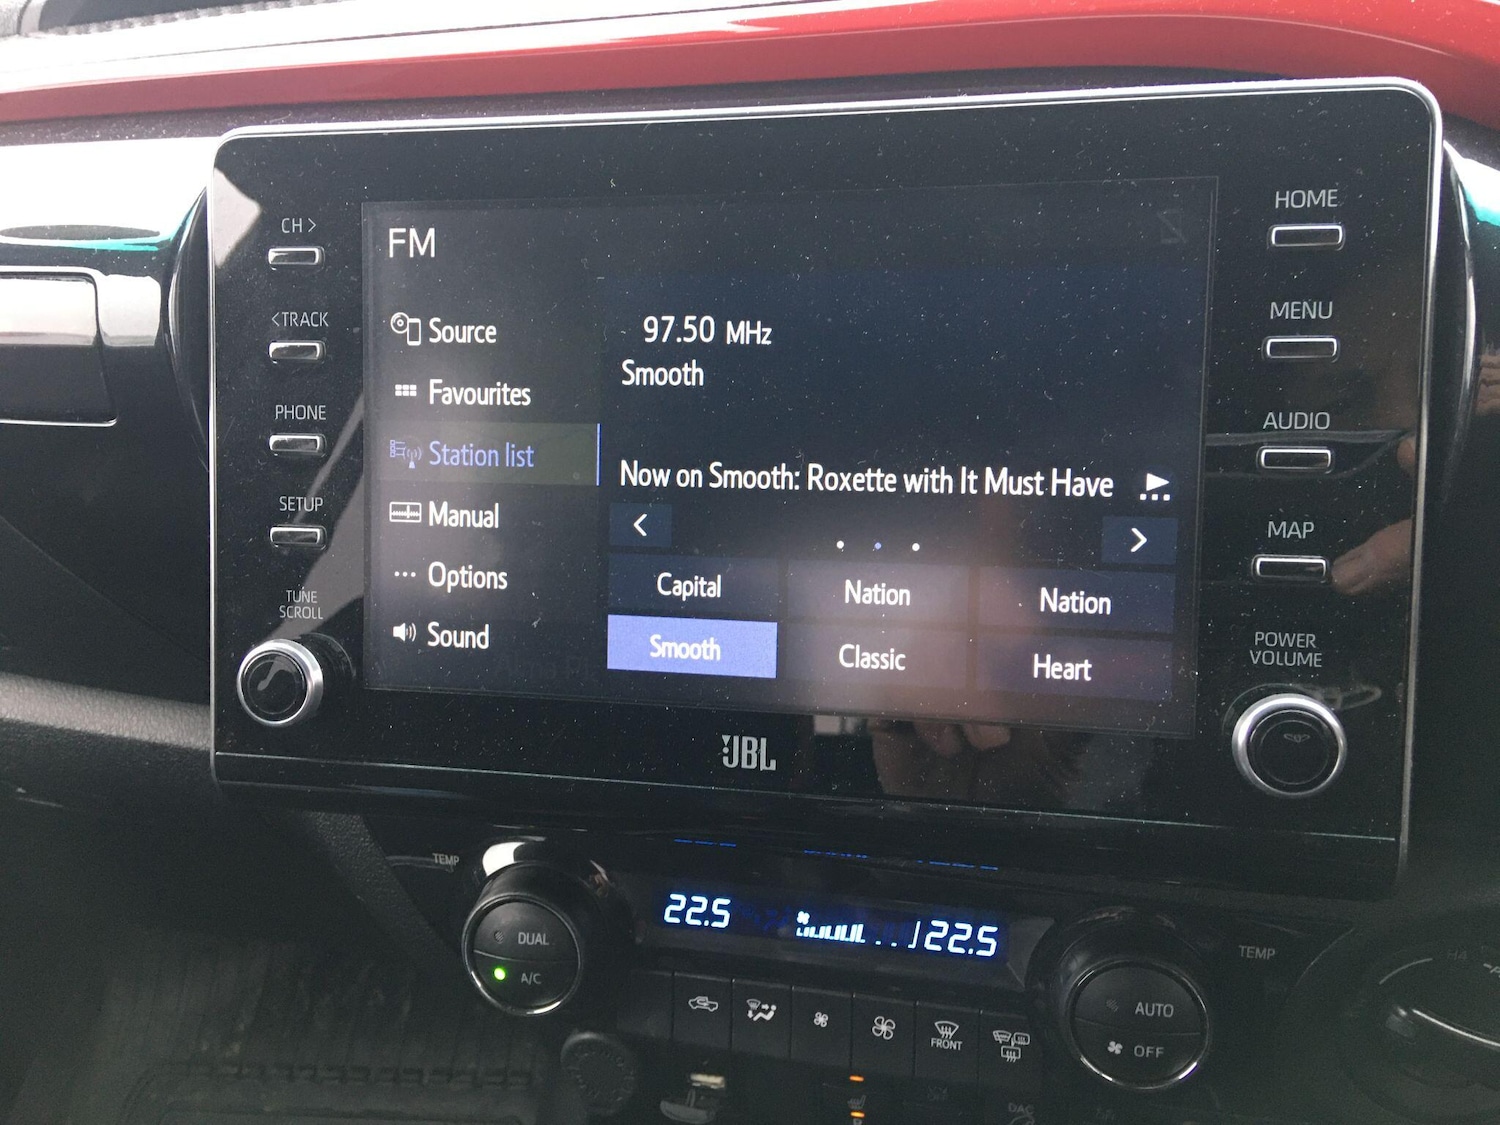 CH >
< TRACK
PHONE
SETUP
TUNE
SCROLL
FM
Source
Favourites
Station list
Manual
Options
Sound
97.50 MHz
Smooth
Now on Smooth: Roxette with It Must Have
Capital
Nation
Nation
Smooth
Classic
Heart
HOME
MENU
AUDIO
MAP
POWER
VOLUME
JBL
TEMP
DUAL
A/C
22.5
22.5
TEMP
AUTO
OFF
FRONT
DAC
H4